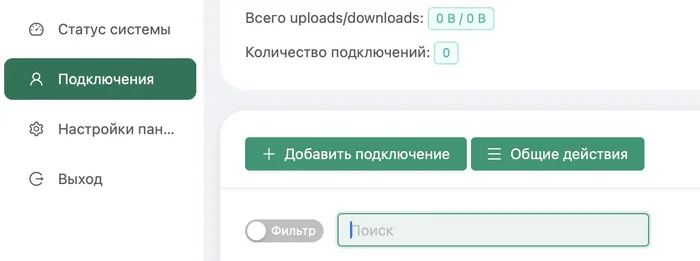 Статус системы
Подключения
Настройки пан...
Выход
Всего uploads/downloads: 0 B / 0 B
Количество подключений: 0
Добавить подключение
Общие действия
Фильтр
Поиск